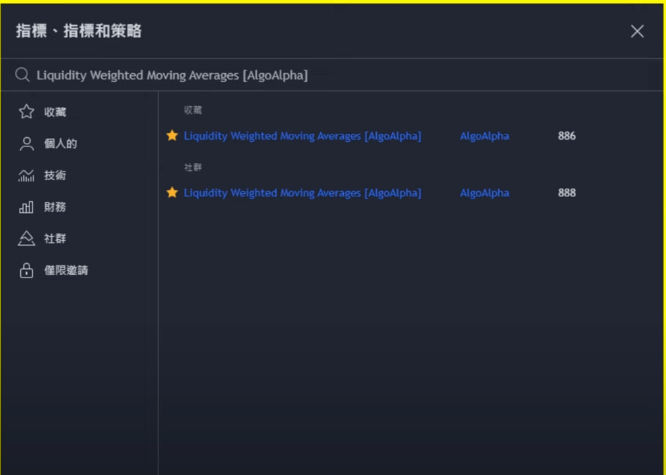 指標、指標和策略
Liquidity Weighted Moving Averages [AlgoAlpha]
收藏
個人的
技術
財務
社群
僅限邀請
收藏
Liquidity Weighted Moving Averages [AlgoAlpha] AlgoAlpha 886
社群
Liquidity Weighted Moving Averages [AlgoAlpha] AlgoAlpha 888